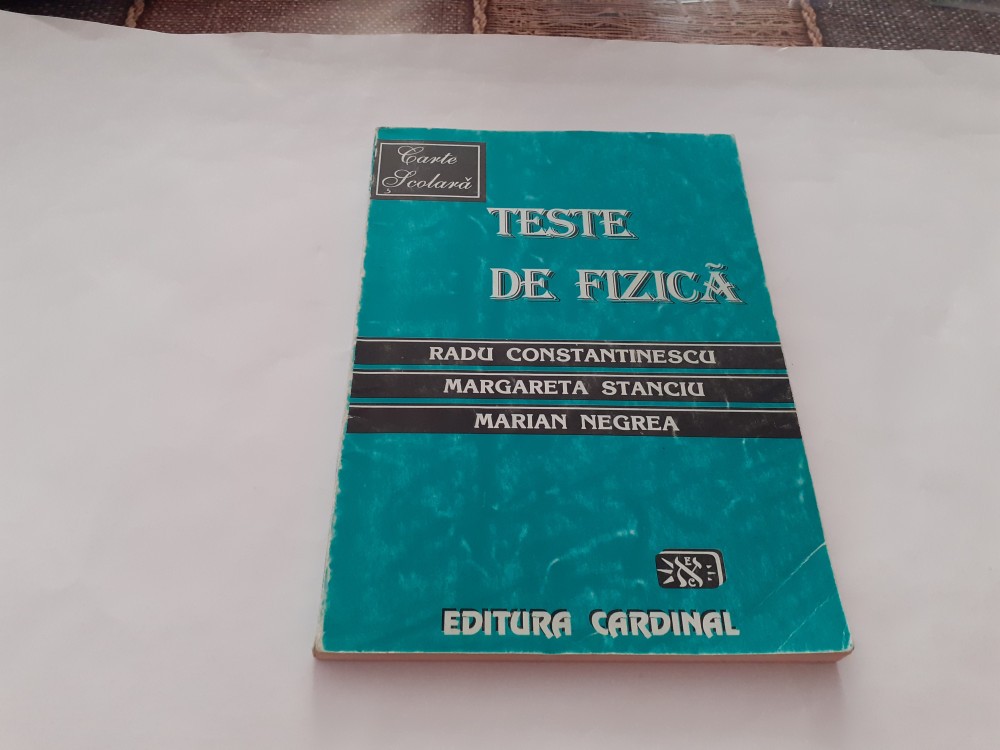 Carte
Școlară
TESTE
DE FIZICĂ
RADU CONSTANTINESCU
MARGARETA STANCIU
MARIAN NEGREA
EDITURA CARDINAL